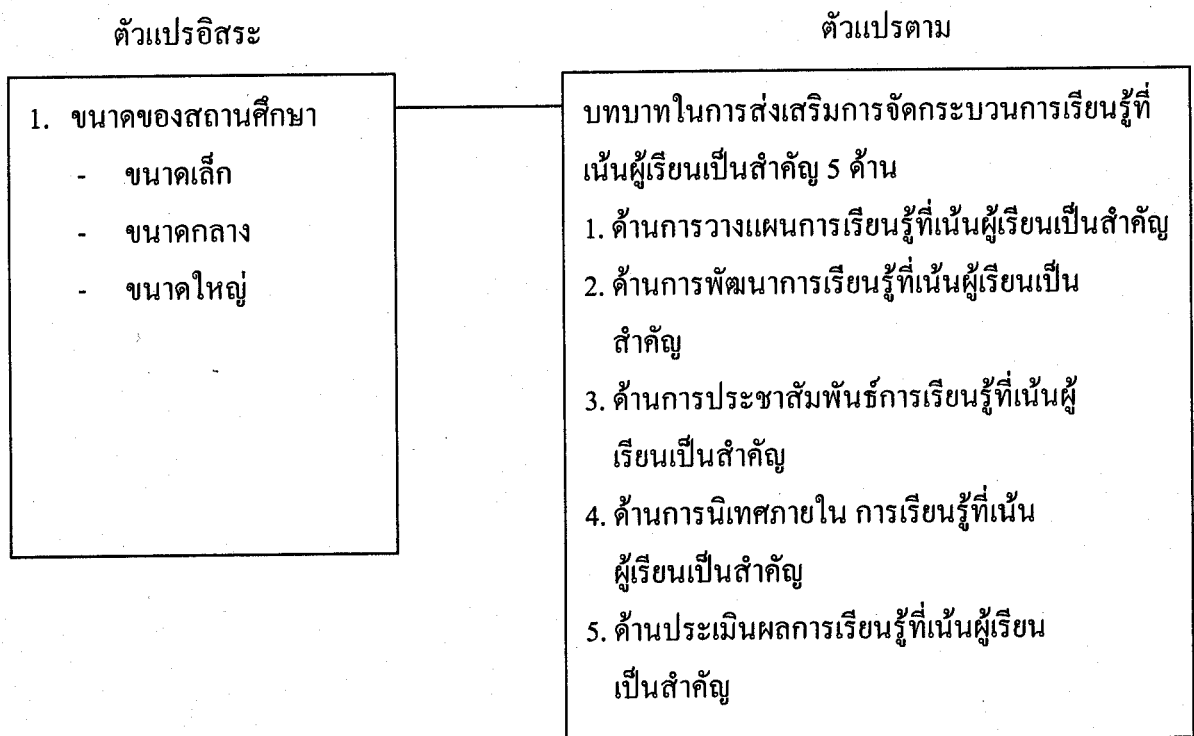 ตัวแปรอิสระ
ตัวแปรตาม
1. ขนาดของสถานศึกษา
- ขนาดเล็ก
- ขนาดกลาง
- ขนาดใหญ่
บทบาทในการส่งเสริมการจัดกระบวนการเรียนรู้ที่
เน้นผู้เรียนเป็นสำคัญ 5 ด้าน
1. ด้านการวางแผนการเรียนรู้ที่เน้นผู้เรียนเป็นสำคัญ
2. ด้านการพัฒนาการเรียนรู้ที่เน้นผู้เรียนเป็น
สำคัญ
3. ด้านการประชาสัมพันธ์การเรียนรู้ที่เน้นผู้
เรียนเป็นสำคัญ
4. ด้านการนิเทศภายใน การเรียนรู้ที่เน้น
ผู้เรียนเป็นสำคัญ
5. ด้านประเมินผลการเรียนรู้ที่เน้นผู้เรียน
เป็นสำคัญ